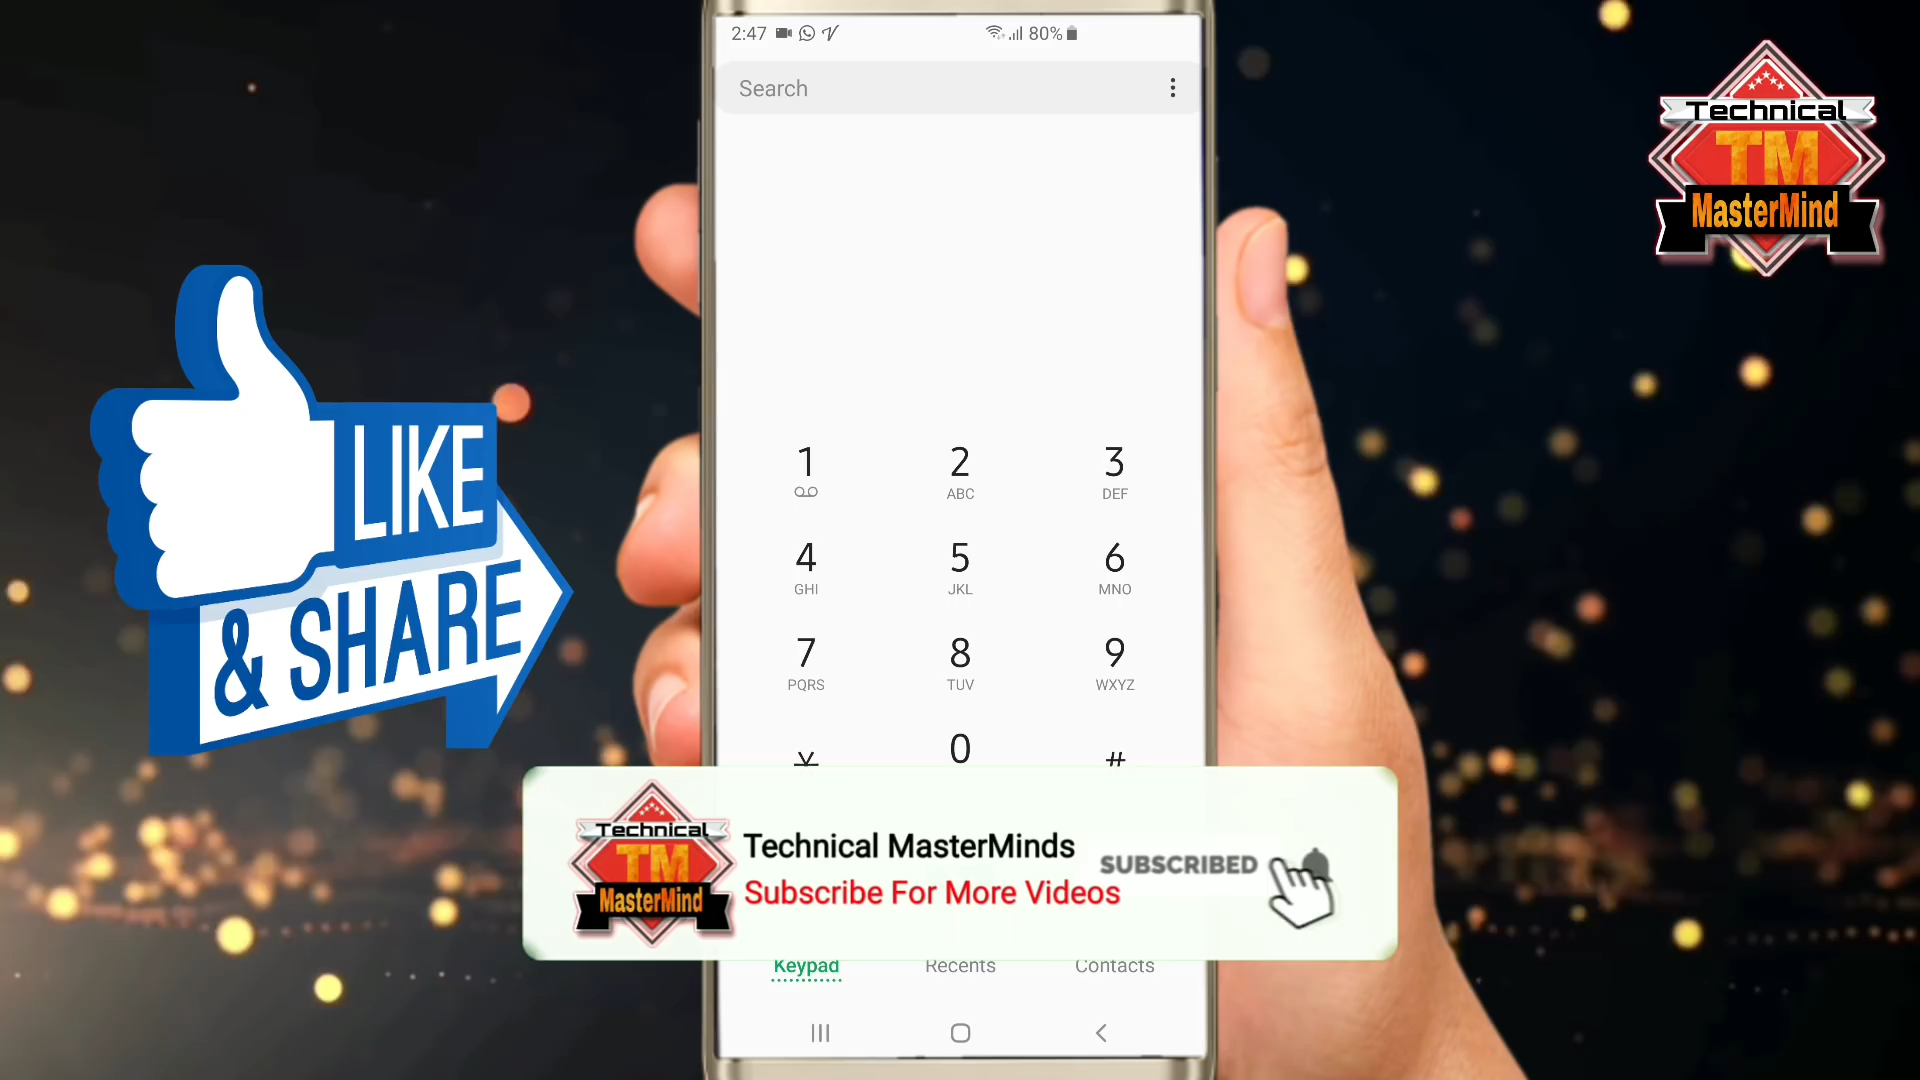 2:47
80%
Search
1
2
ABC
3
DEF
4
GHI
5
JKL
6
MNO
7
PQRS
8
TUV
9
WXYZ
*
0
#
Keypad
Recents
Contacts
LIKE
& SHARE
Technical
TM
MasterMind
Technical
TM
MasterMind
Technical MasterMinds
Subscribe For More Videos
SUBSCRIBED